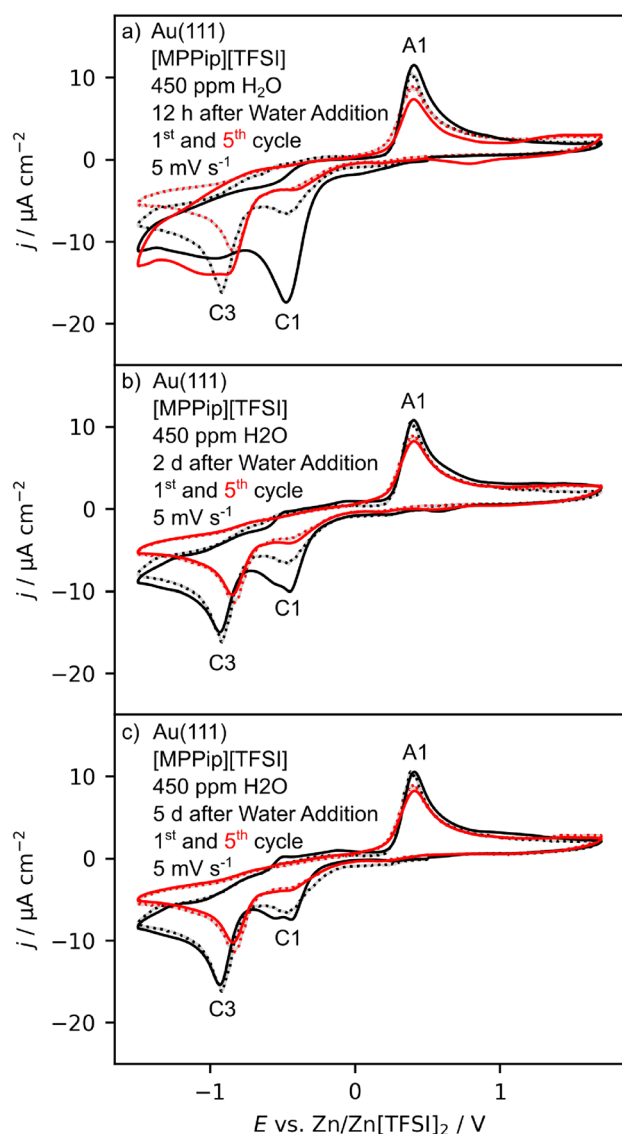 a) Au(111)
[MPPip][TFSI]
450 ppm H₂O
12 h after Water Addition
1ˢᵗ and 5ᵗʰ cycle
5 mV s⁻¹
A1
C3
C1
10
0
−10
−20
j / µA cm⁻²
b) Au(111)
[MPPip][TFSI]
450 ppm H2O
2 d after Water Addition
1ˢᵗ and 5ᵗʰ cycle
5 mV s⁻¹
A1
C1
C3
10
0
−10
−20
j / µA cm⁻²
c) Au(111)
[MPPip][TFSI]
450 ppm H2O
5 d after Water Addition
1ˢᵗ and 5ᵗʰ cycle
5 mV s⁻¹
A1
C1
C3
10
0
−10
−20
j / µA cm⁻²
−1 0 1
E vs. Zn/Zn[TFSI]₂ / V